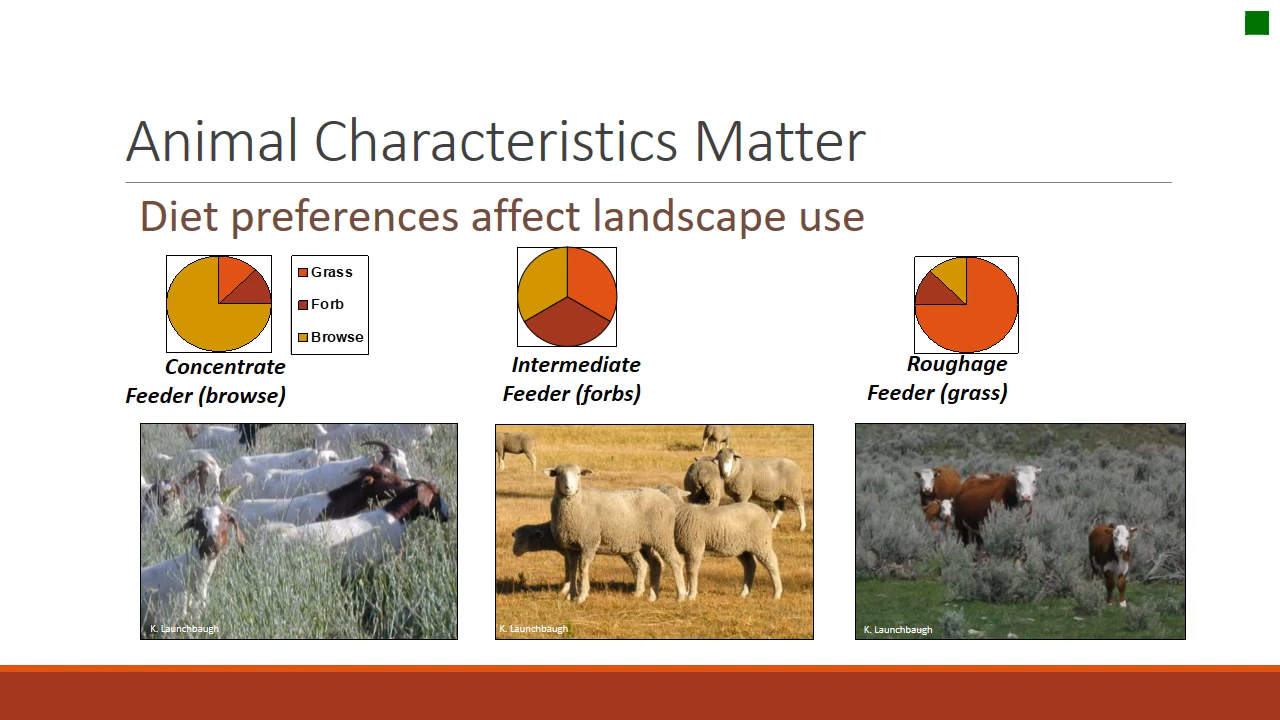 Animal Characteristics Matter
Diet preferences affect landscape use
Grass
Forb
Browse
Concentrate
Feeder (browse)
Intermediate
Feeder (forbs)
Roughage
Feeder (grass)
K. Launchbaugh
K. Launchbaugh
K. Launchbaugh